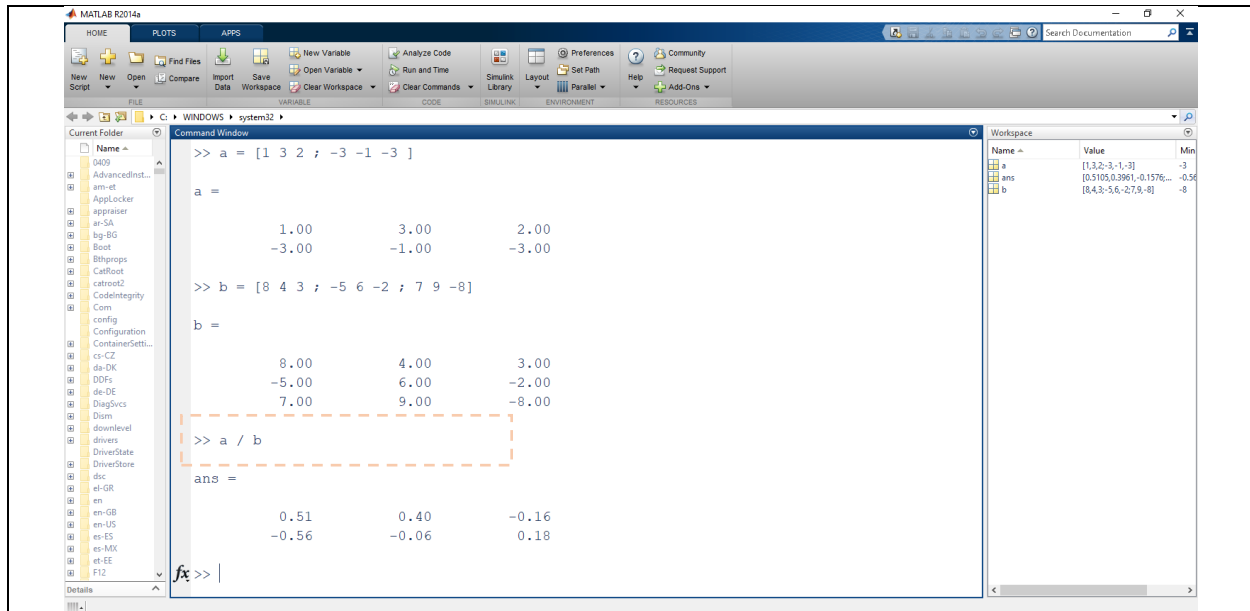 MATLAB R2014a
HOME PLOTS APPS
Search Documentation
New Script
New
Open
Find Files
Compare
Import Data
Save Workspace
New Variable
Open Variable
Clear Workspace
Analyze Code
Run and Time
Clear Commands
Simulink Library
Layout
Preferences
Set Path
Parallel
Help
Community
Request Support
Add-Ons
FILE VARIABLE CODE SIMULINK ENVIRONMENT RESOURCES
C: WINDOWS system32
Current Folder
Name
0409
AdvancedInst...
am-et
AppLocker
appraiser
ar-SA
bg-BG
Boot
Bthprops
CatRoot
catroot2
CodeIntegrity
Com
config
Configuration
ContainerSetti...
cs-CZ
da-DK
DDFs
de-DE
DiagSvcs
Dism
downlevel
drivers
DriverState
DriverStore
dsc
el-GR
en
en-GB
en-US
es-ES
es-MX
et-EE
F12
Details
Command Window
>> a = [1 3 2 ; -3 -1 -3 ]
a =
1.00 3.00 2.00
-3.00 -1.00 -3.00
>> b = [8 4 3 ; -5 6 -2 ; 7 9 -8]
b =
8.00 4.00 3.00
-5.00 6.00 -2.00
7.00 9.00 -8.00
>> a / b
ans =
0.51 0.40 -0.16
-0.56 -0.06 0.18
fx >>
Workspace
Name Value Min
a [1,3,2;-3,-1,-3] -3
ans [0.5105,0.3961,-0.1576;... -0.56
b [8,4,3;-5,6,-2;7,9,-8] -8